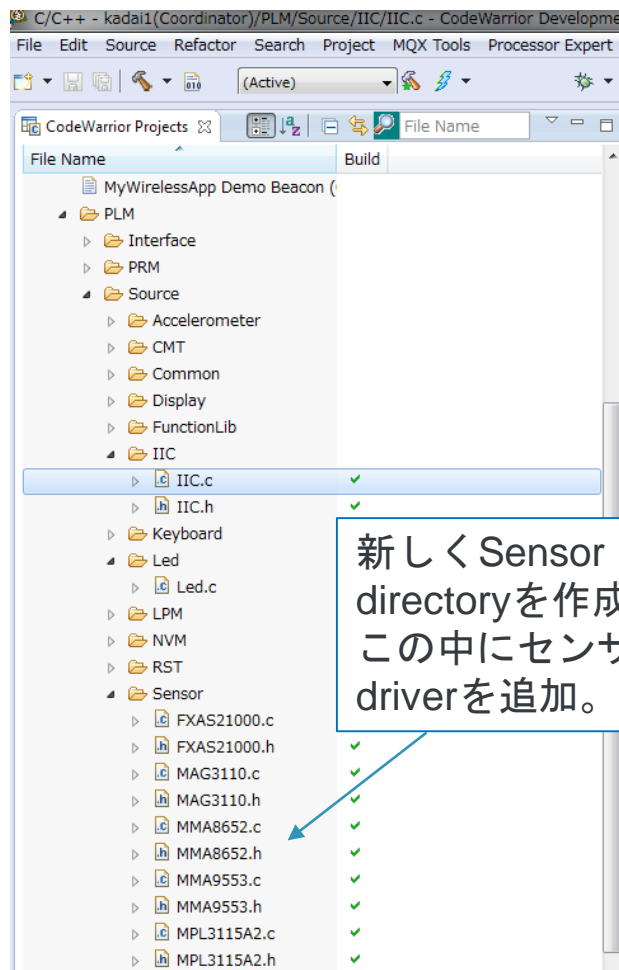 C/C++ - kadai1(Coordinator)/PLM/Source/IIC/IIC.c - CodeWarrior Developme
File Edit Source Refactor Search Project MQX Tools Processor Expert
(Active)
CodeWarrior Projects
File Name
File Name Build
MyWirelessApp Demo Beacon (
PLM
Interface
PRM
Source
Accelerometer
CMT
Common
Display
FunctionLib
IIC
IIC.c
IIC.h
Keyboard
Led
Led.c
LPM
NVM
RST
Sensor
FXAS21000.c
FXAS21000.h
MAG3110.c
MAG3110.h
MMA8652.c
MMA8652.h
MMA9553.c
MMA9553.h
MPL3115A2.c
MPL3115A2.h
新しくSensor
directoryを作成
この中にセンサ
driverを追加。